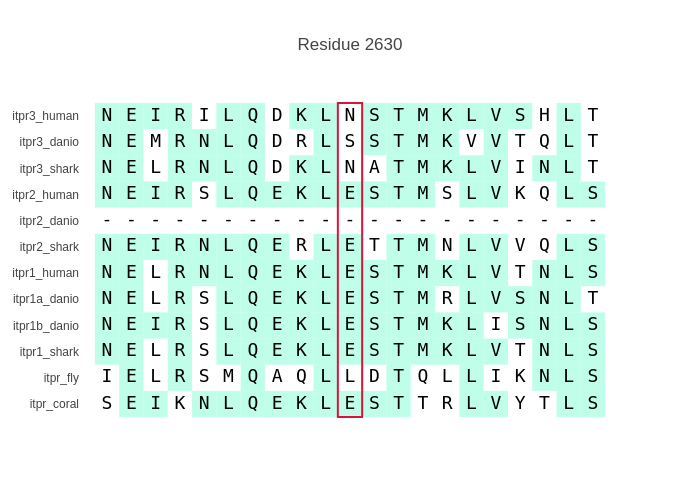 Residue 2630
itpr3_human N E I R I L Q D K L N S T M K L V S H L T
itpr3_danio N E M R N L Q D R L S S T M K V V T Q L T
itpr3_shark N E L R N L Q D K L N A T M K L V I N L T
itpr2_human N E I R S L Q E K L E S T M S L V K Q L S
itpr2_danio - - - - - - - - - - - - - - - - - - - - -
itpr2_shark N E I R N L Q E R L E T T M N L V V Q L S
itpr1_human N E L R N L Q E K L E S T M K L V T N L S
itpr1a_danio N E L R S L Q E K L E S T M R L V S N L T
itpr1b_danio N E I R S L Q E K L E S T M K L I S N L S
itpr1_shark N E L R S L Q E K L E S T M K L V T N L S
itpr_fly I E L R S M Q A Q L L D T Q L L I K N L S
itpr_coral S E I K N L Q E K L E S T T R L V Y T L S